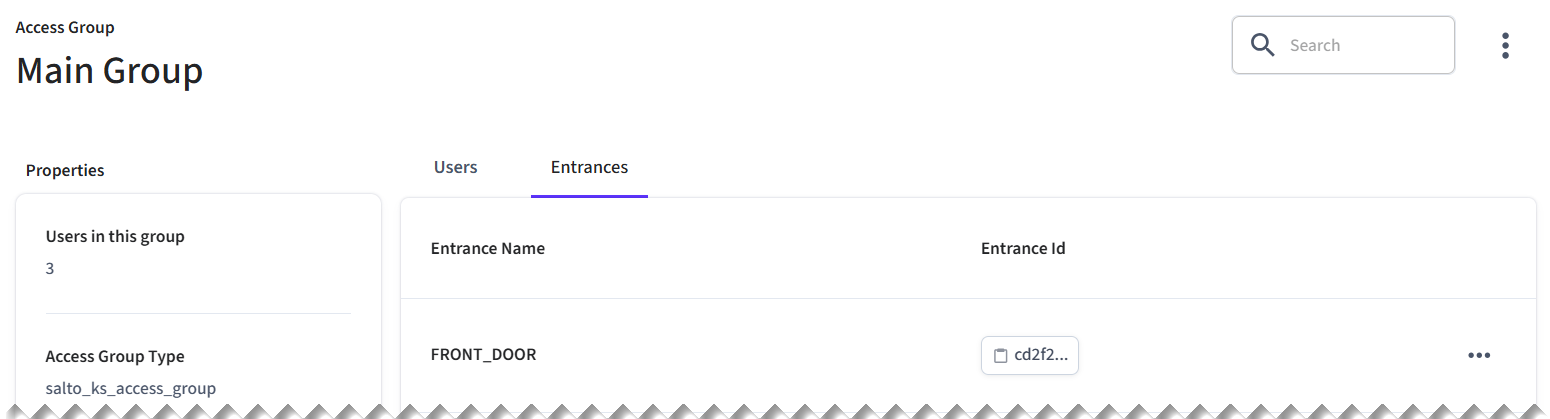 Access Group
Main Group
Search
Properties
Users in this group
3
Access Group Type
salto_ks_access_group
Users Entrances
Entrance Name Entrance Id
FRONT_DOOR cd2f2...